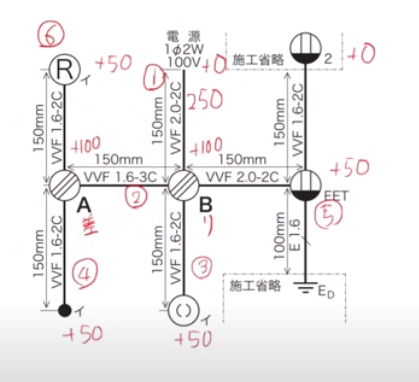 ⑥
電源
1φ2W
100V
R
イ
+50
①
+0
施工省略
2
+0
150mm
VVF 1.6-2C
150mm
VVF 2.0-2C
250
150mm
VVF 1.6-2C
+100
150mm
+100
150mm
+50
VVF 1.6-3C
VVF 2.0-2C
②
A
差
B
リ
⑤
EET
150mm
VVF 1.6-2C
④
150mm
VVF 1.6-2C
③
100mm
E 1.6
施工省略
E_D
イ
+50
イ
+50